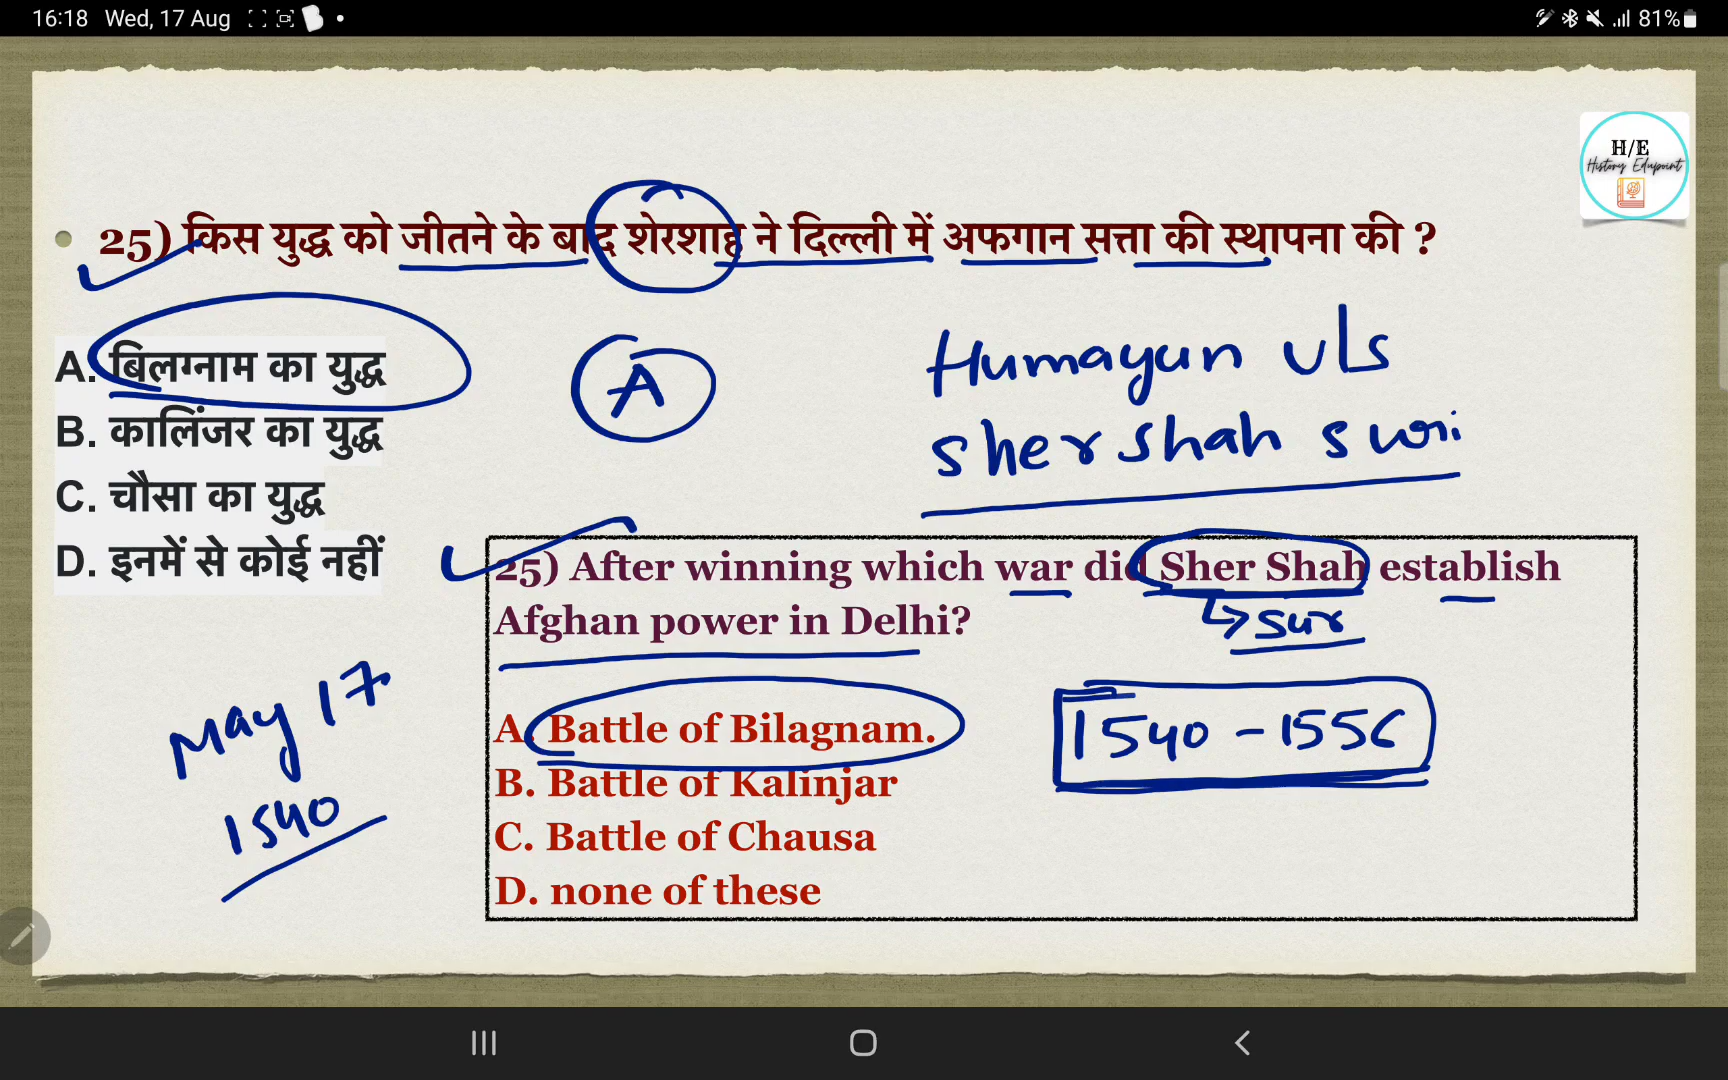 16:18 Wed, 17 Aug
81%
H/E
History Edupoint
25) किस युद्ध को जीतने के बाद शेरशाह ने दिल्ली में अफगान सत्ता की स्थापना की ?
A. बिलग्नाम का युद्ध
B. कालिंजर का युद्ध
C. चौसा का युद्ध
D. इनमें से कोई नहीं
A
Humayun v/s
sher shah suri
25) After winning which war did Sher Shah establish
Afghan power in Delhi?
sur
A. Battle of Bilagnam.
B. Battle of Kalinjar
C. Battle of Chausa
D. none of these
1540 - 1556
May 17
1540